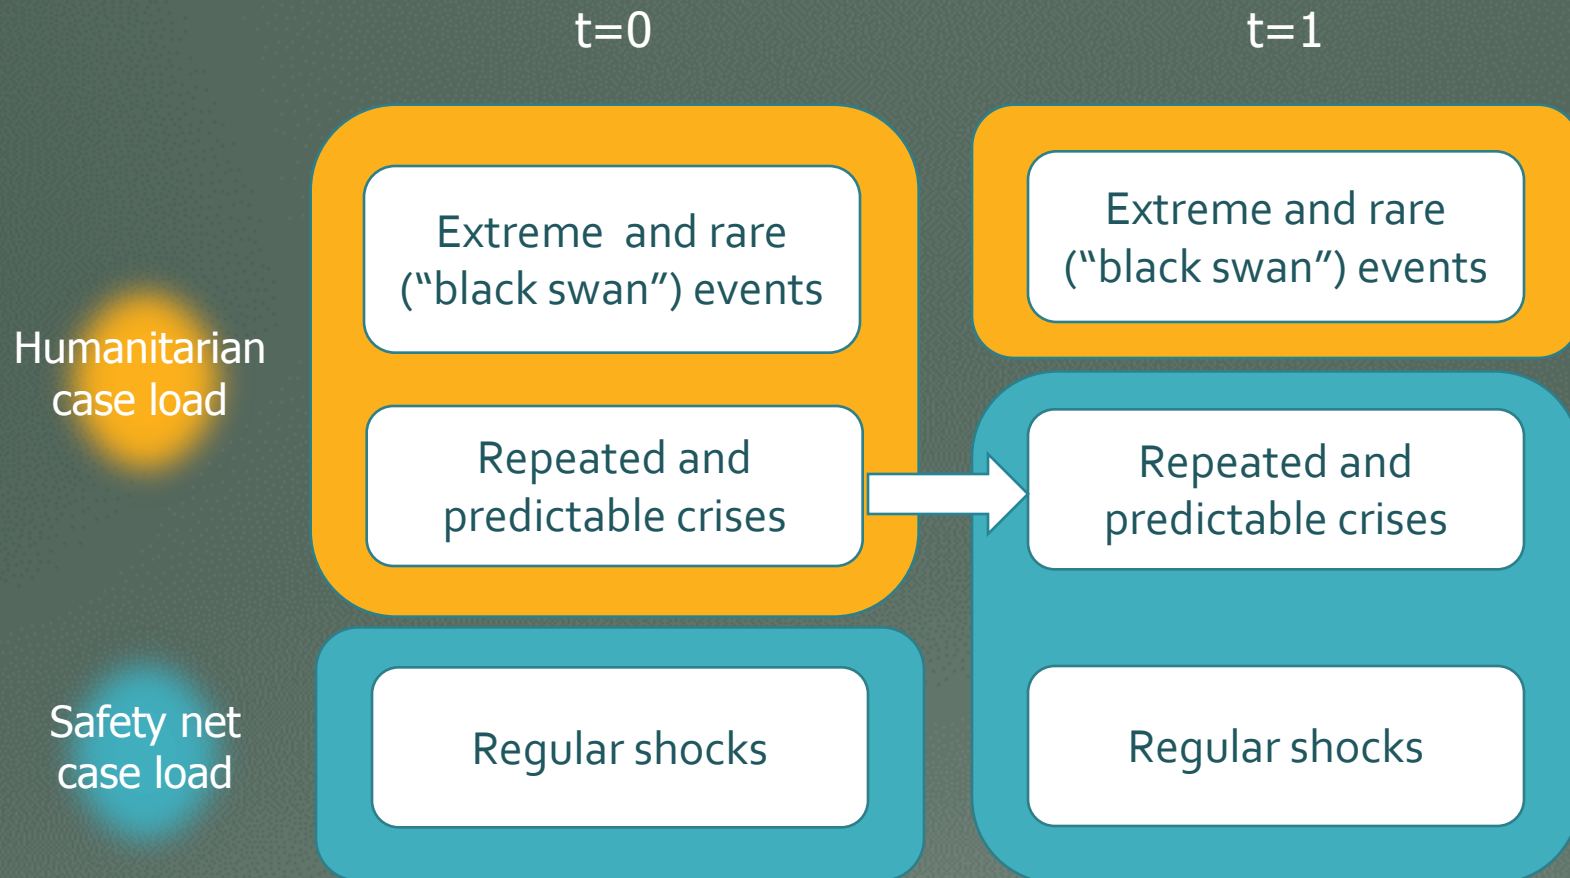 t=0
t=1
Extreme  and rare
(“black swan”) events
Extreme and rare
(“black swan”) events
Humanitarian
case load
Repeated and
predictable crises
Repeated and
predictable crises
Safety net
case load
Regular shocks
Regular shocks